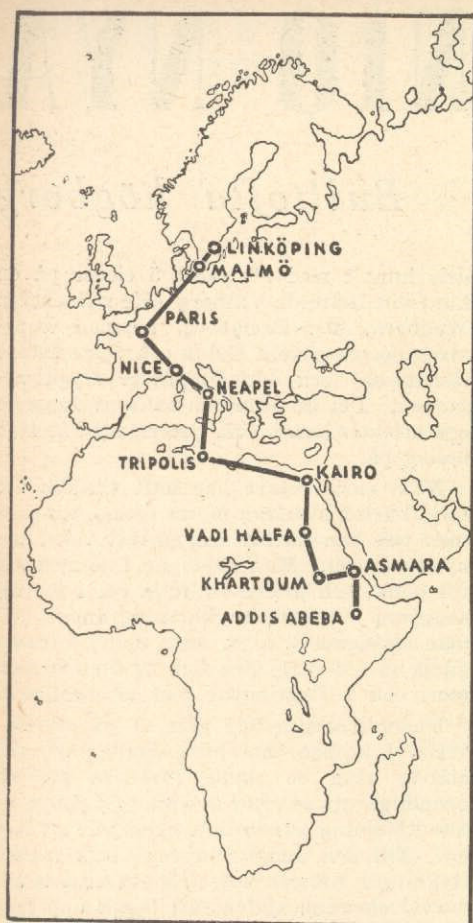 LINKÖPING
MALMÖ
PARIS
NICE
NEAPEL
TRIPOLIS
KAIRO
VADI HALFA
ASMARA
KHARTOUM
ADDIS ABEBA